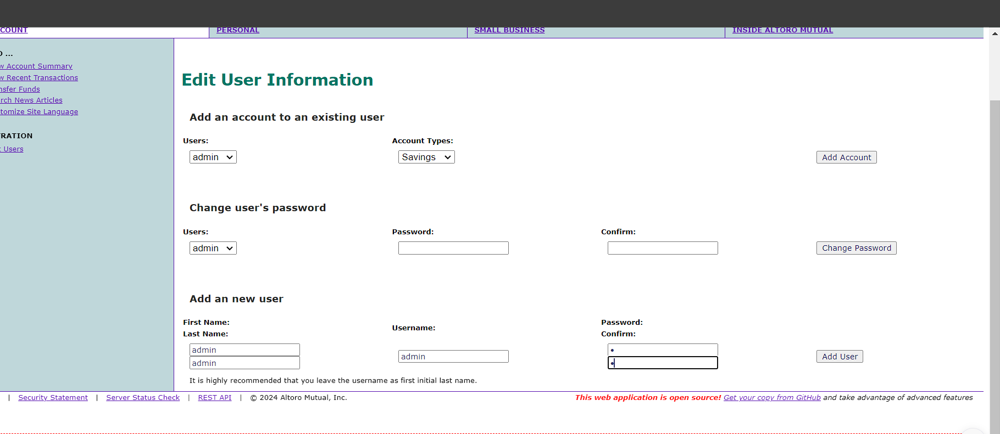 COUNT
PERSONAL
SMALL BUSINESS
INSIDE ALTORO MUTUAL
...
Account Summary
Recent Transactions
nsfer Funds
rch News Articles
tomize Site Language
RATION
Users
Edit User Information
Add an account to an existing user
Users: Account Types:
admin Savings Add Account
Change user's password
Users: Password: Confirm:
admin Change Password
Add an new user
First Name:
Last Name:
Username:
Password:
Confirm:
admin
admin
admin
Add User
It is highly recommended that you leave the username as first initial last name.
| Security Statement | Server Status Check | REST API | © 2024 Altoro Mutual, Inc.
This web application is open source! Get your copy from GitHub and take advantage of advanced features